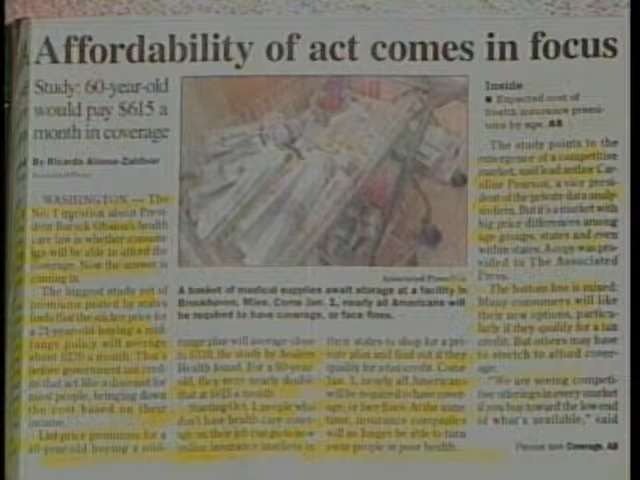 Affordability of act comes in focus
Study: 60-year-old
would pay $615 a
month in coverage
By Ricardo Alonso-Zaldivar
Associated Press
WASHINGTON — The
No. 1 question about Presi-
dent Barack Obama's health
care law is whether consum-
ers will be able to afford the
coverage. Now the answer is
coming in.
The biggest study yet of
premiums posted by states
finds that the sticker price for
a 21-year-old buying a mid-
range policy will average
about $270 a month. That's
before government tax cred-
its that act like a discount for
most people, bringing down
the cost based on their
income.
List price premiums for a
40-year-old buying a mid-
Associated Press
A basket of medical supplies await storage at a facility in
Brookhaven, Miss. Come Jan. 1, nearly all Americans will
be required to have coverage, or face fines.
range plan will average close
to $330, the study by Avalere
Health found. For a 60-year-
old, they were nearly double
that at $615 a month.
Starting Oct. 1, people who
don't have health-care cover-
age on their job can go to new
online insurance markets in
their states to shop for a pri-
vate plan and find out if they
qualify for a tax credit. Come
Jan. 1, nearly all Americans
will be required to have cover-
age, or face fines. At the same
time, insurance companies
will no longer be able to turn
away people in poor health.
Inside
■ Expected cost of
health insurance premi-
ums by age. A8
The study points to the
emergence of a competitive
market, said lead author Car-
oline Pearson, a vice presi-
dent of the private data analy-
sis firm. But it's a market with
big price differences among
age groups, states and even
within states. A copy was pro-
vided to The Associated
Press.
The bottom line is mixed:
Many consumers will like
their new options, particu-
larly if they qualify for a tax
credit. But others may have
to stretch to afford cover-
age.
"We are seeing competi-
tive offerings in every market
if you buy toward the low end
of what's available," said
Please see Coverage, A8